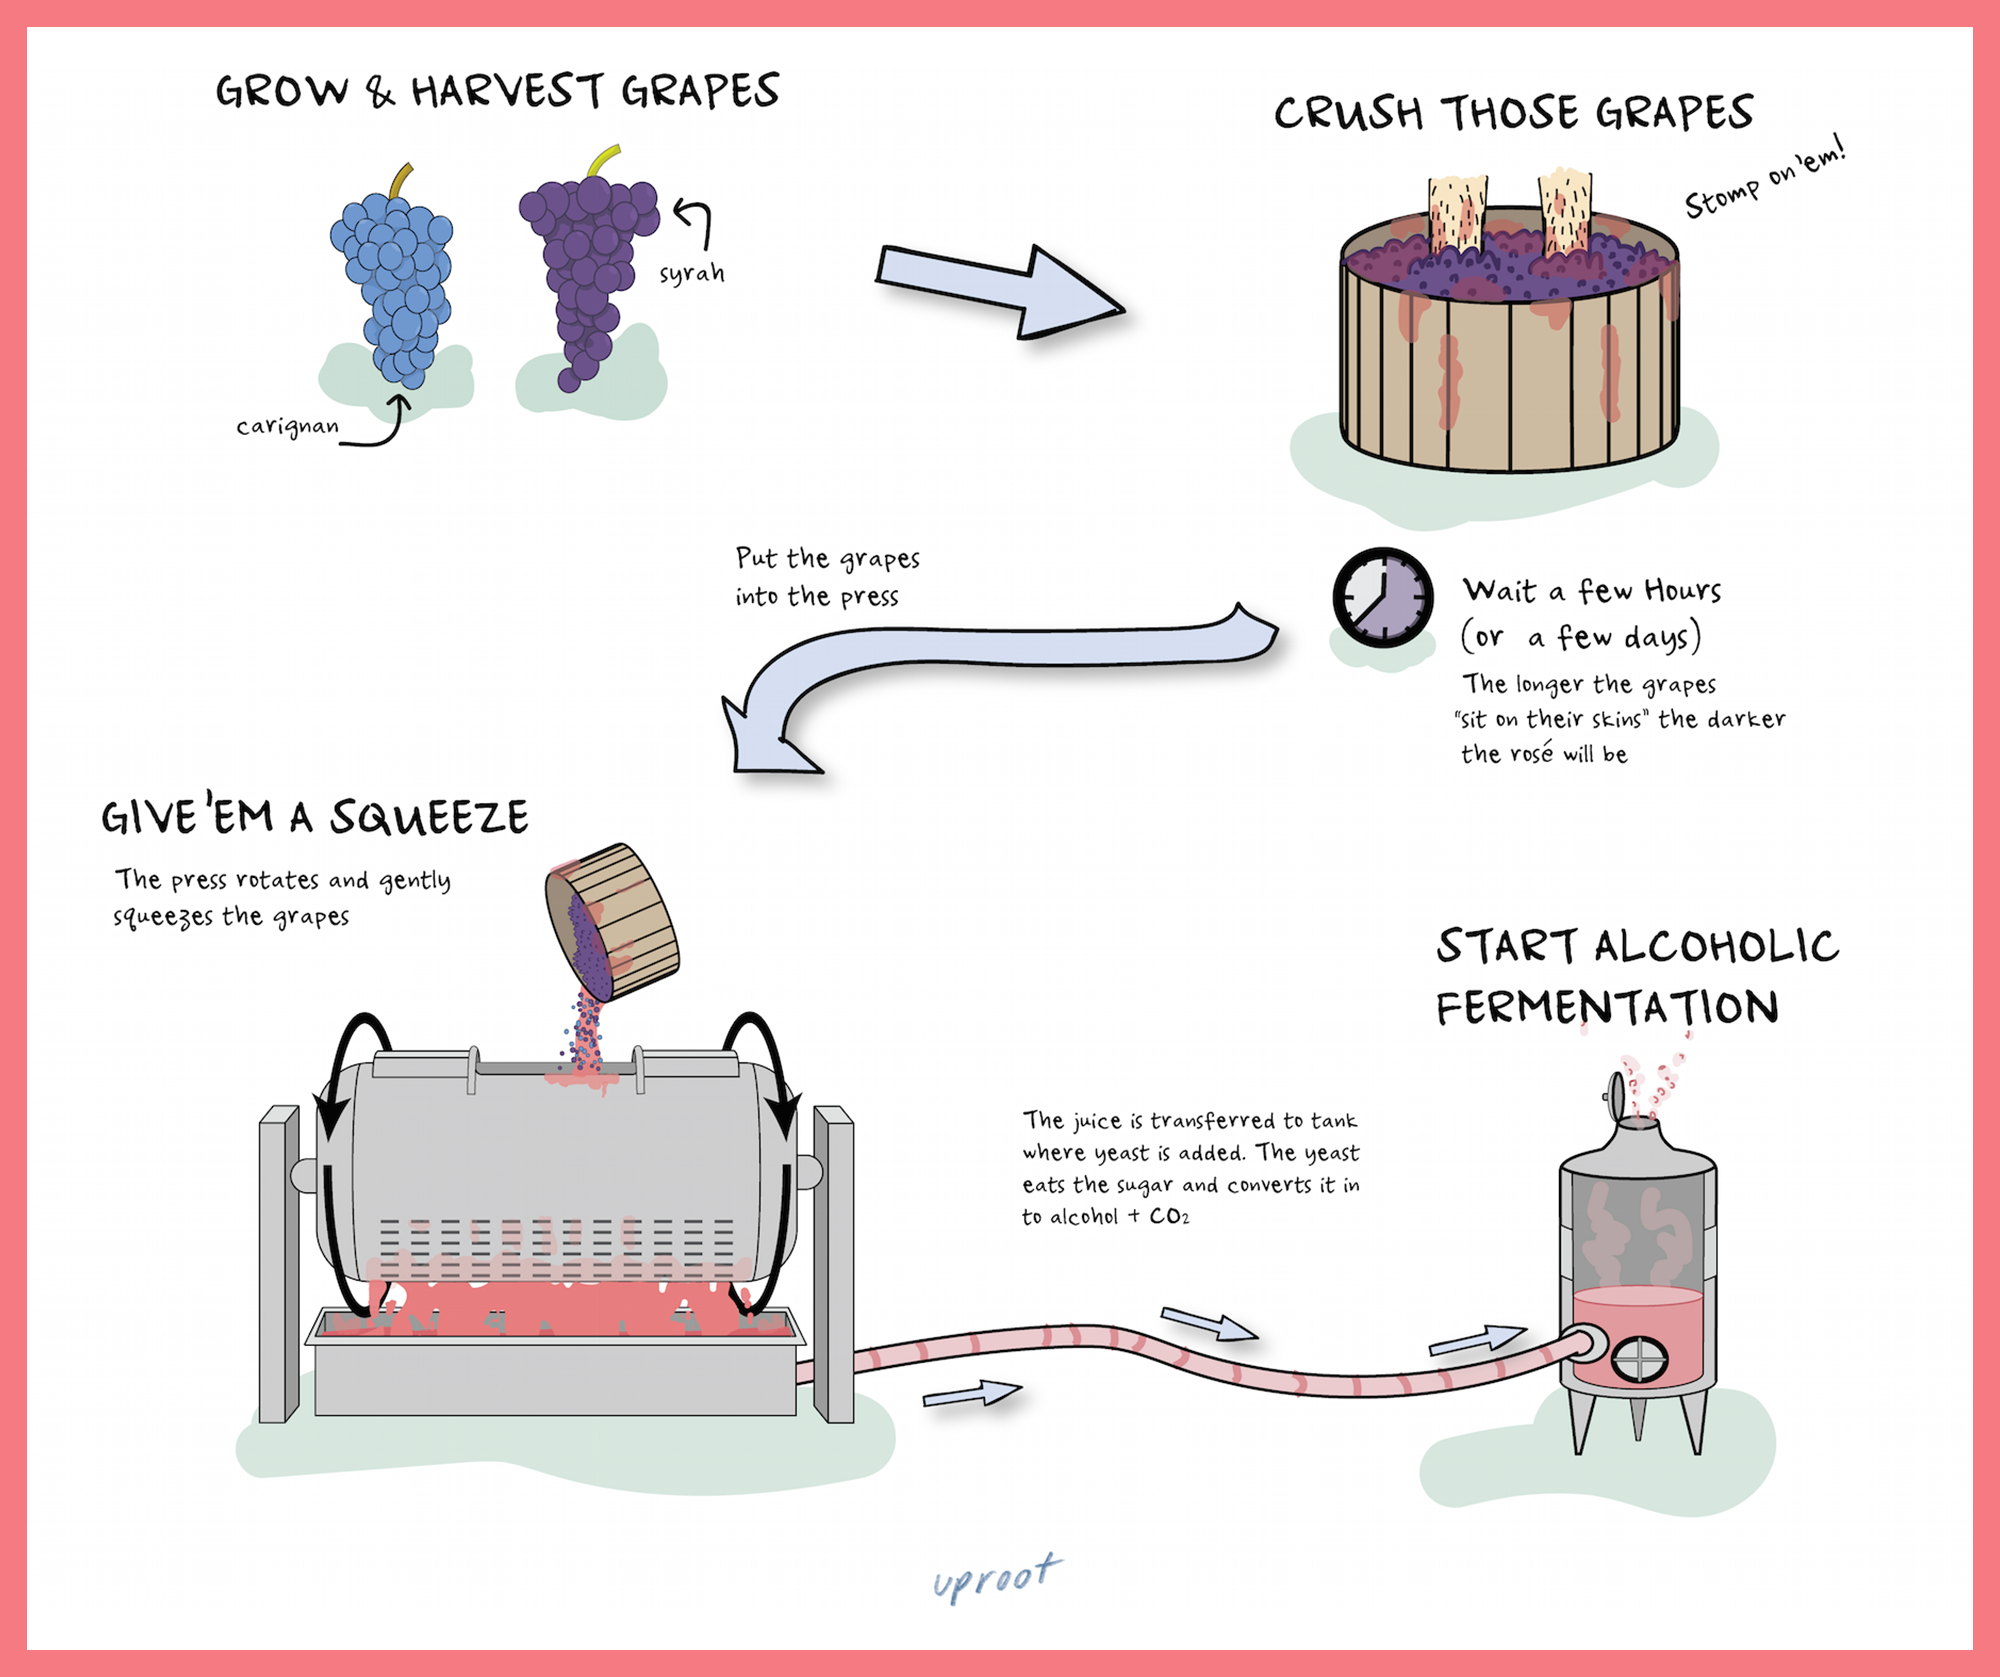 GROW & HARVEST GRAPES
syrah
carignan
CRUSH THOSE GRAPES
Stomp on 'em!
Wait a few Hours
(or a few days)
The longer the grapes
"sit on their skins" the darker
the rosé will be
Put the grapes
into the press
GIVE 'EM A SQUEEZE
The press rotates and gently
squeezes the grapes
START ALCOHOLIC
FERMENTATION
The juice is transferred to tank
where yeast is added. The yeast
eats the sugar and converts it in
to alcohol + CO₂
uproot